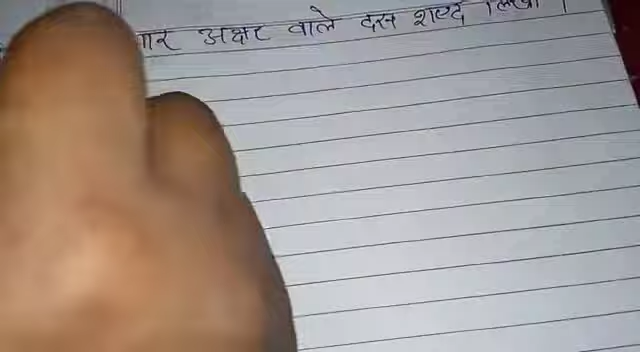 अक्षर वाले दस शब्द लिखो ।